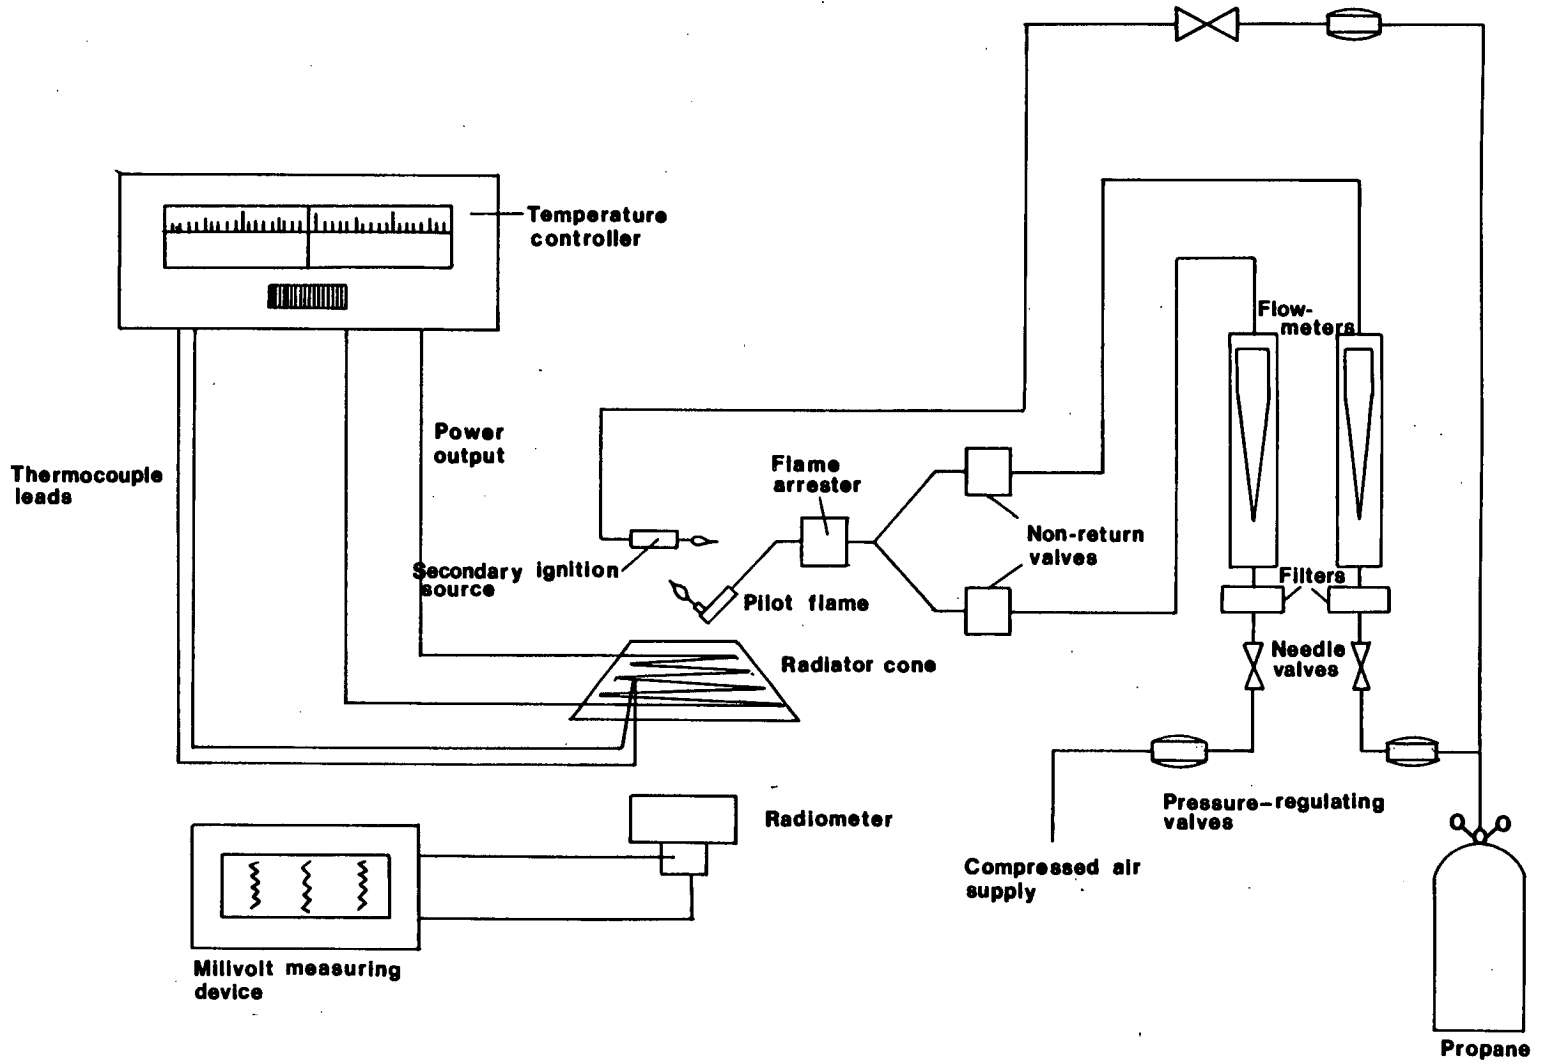 Temperature
controller
Flow-
meters
Power
output
Thermocouple
leads
Flame
arrester
Non-return
valves
Secondary ignition
source
Filters
Pilot flame
Needle
valves
Radiator cone
Pressure-regulating
valves
Radiometer
Compressed air
supply
Millvolt measuring
device
Propane